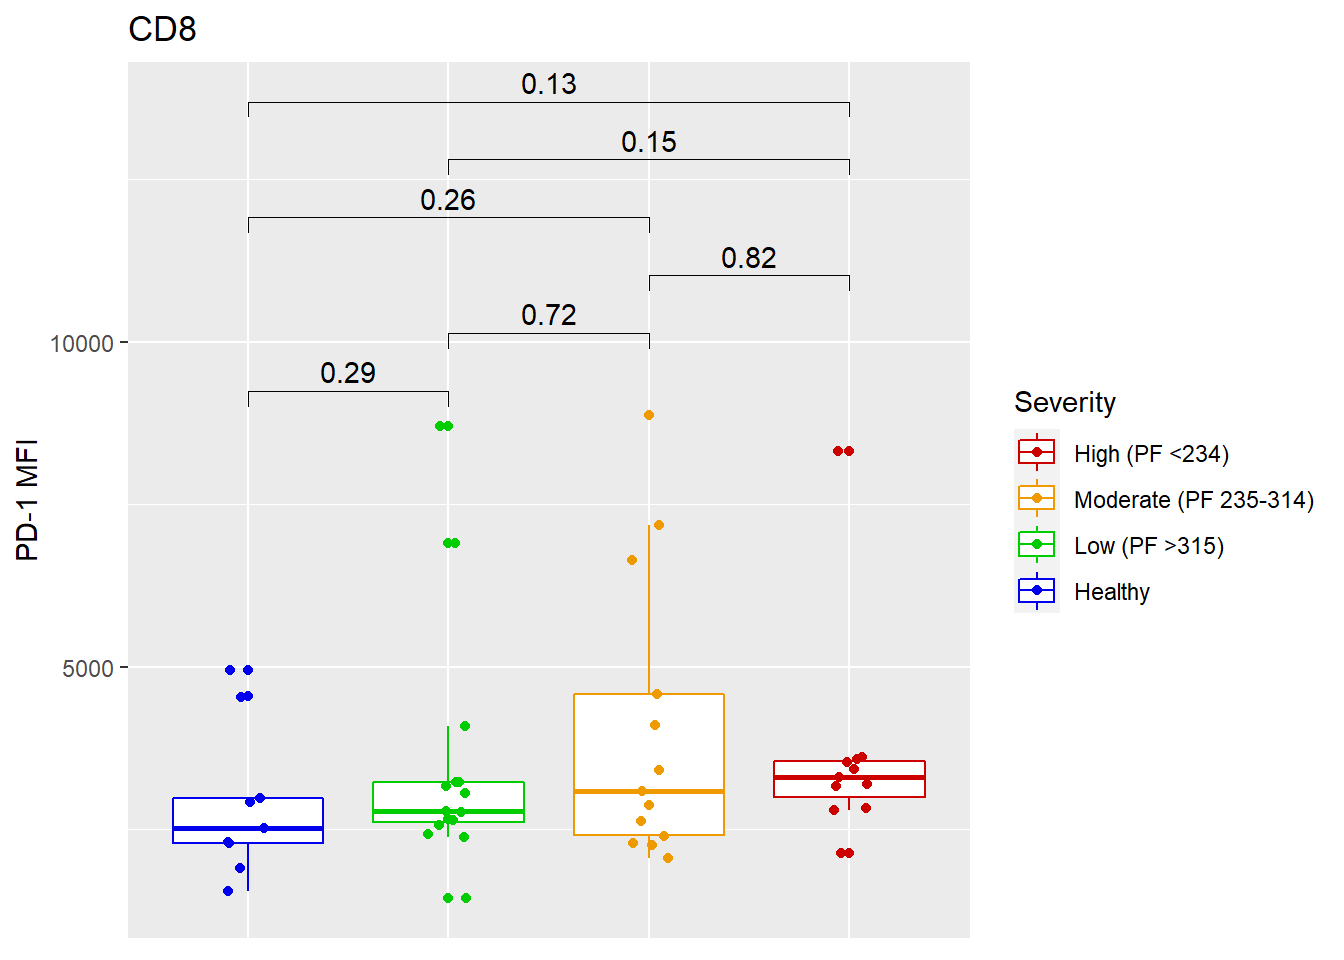 CD8
0.13
0.15
0.26
0.82
0.72
0.29
10000
5000
PD-1 MFI
Severity
High (PF <234)
Moderate (PF 235-314)
Low (PF >315)
Healthy